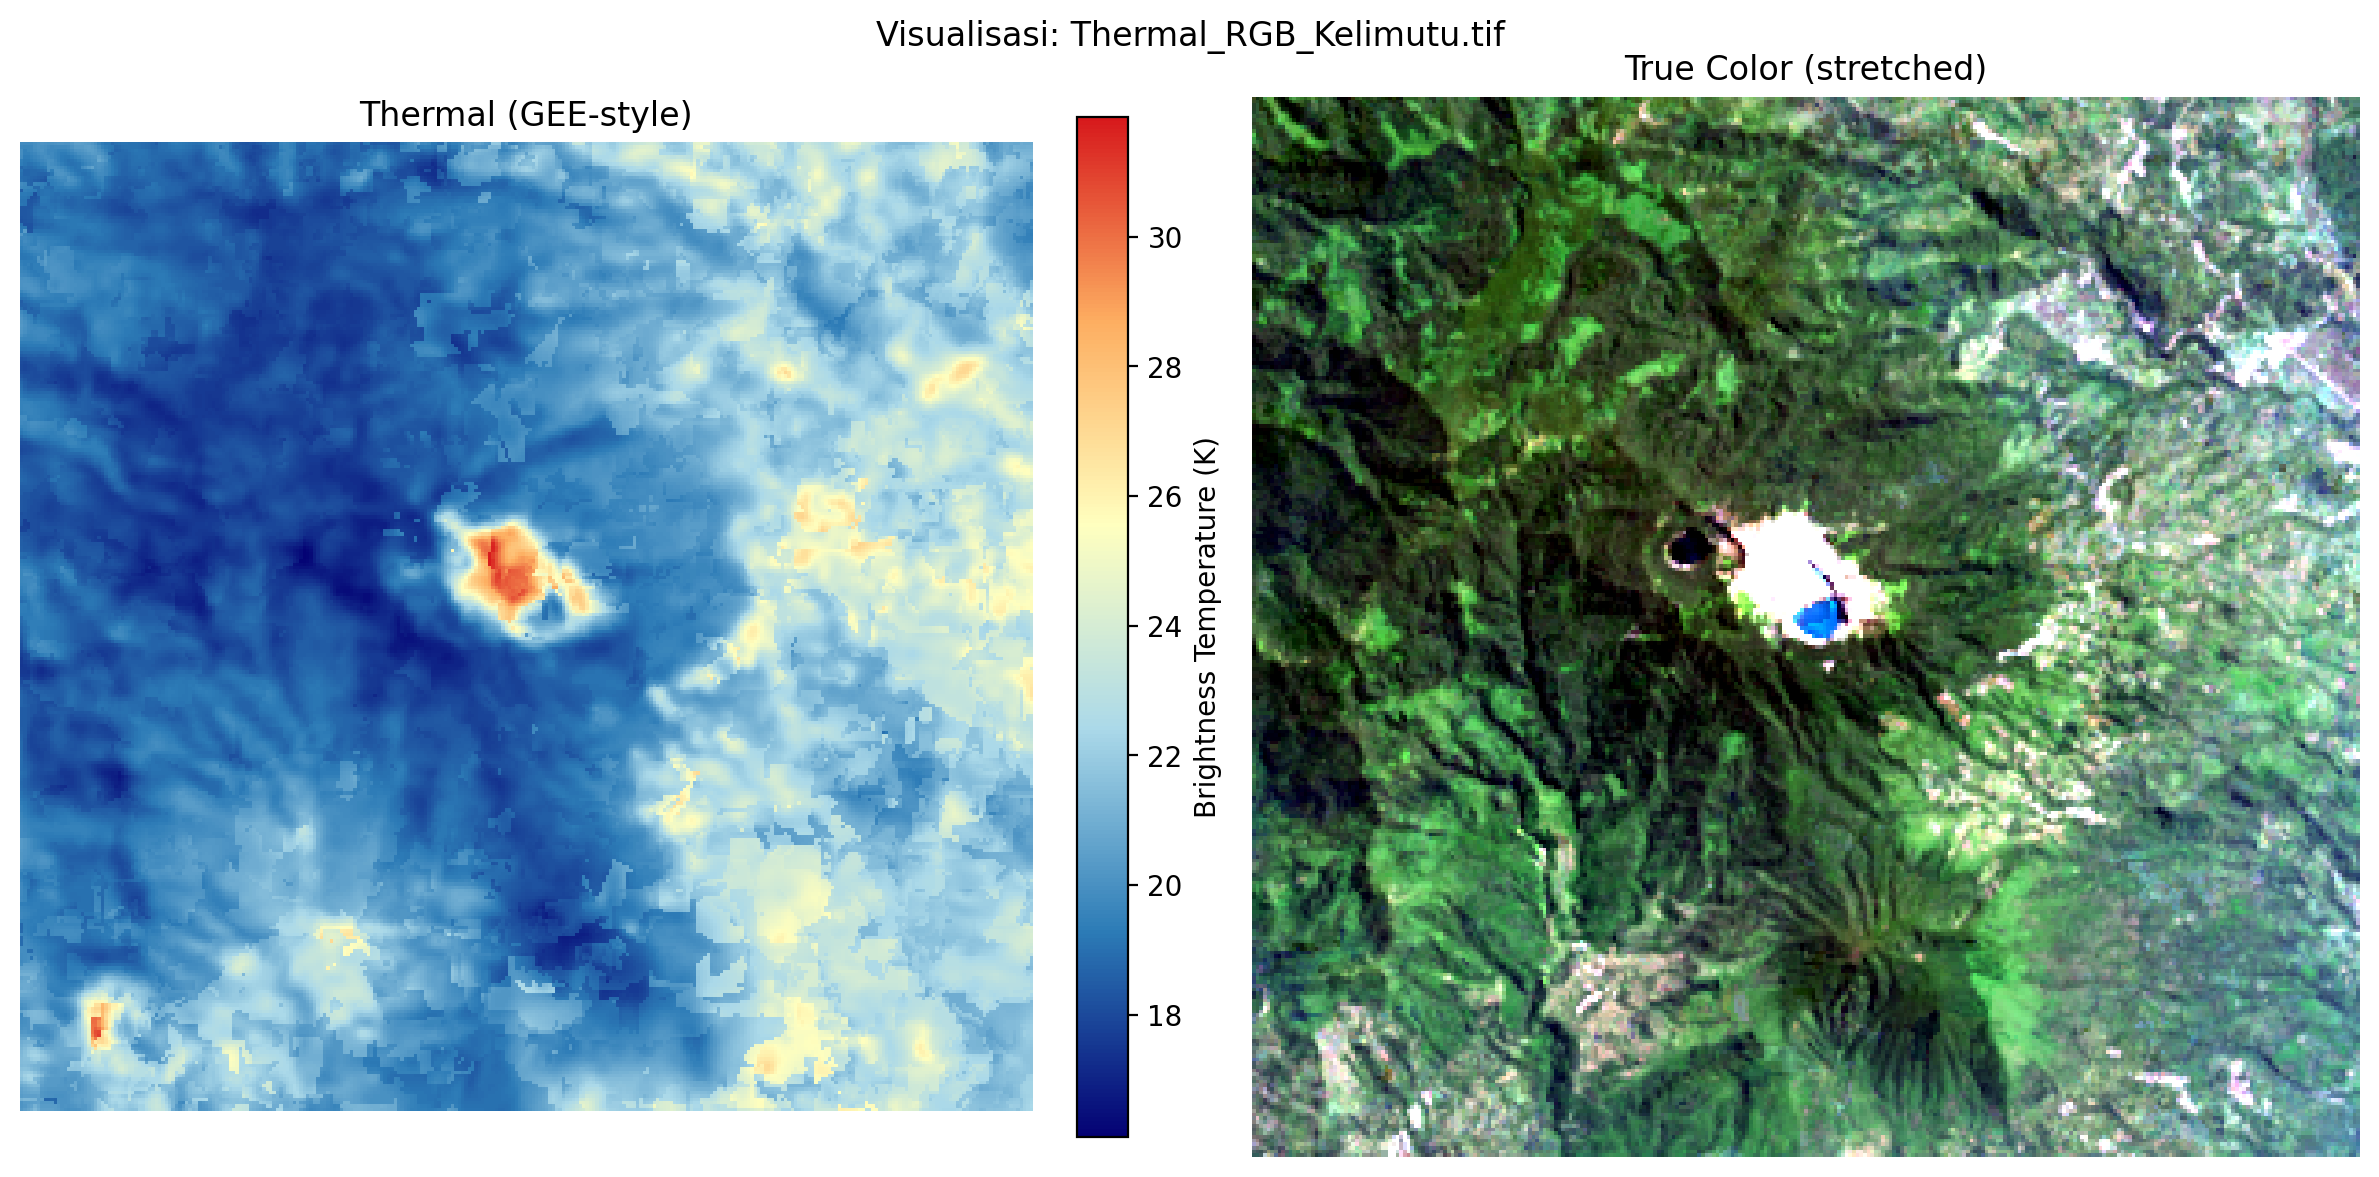 Visualisasi: Thermal_RGB_Kelimutu.tif
Thermal (GEE-style)
True Color (stretched)
30
28
26
24
22
20
18
Brightness Temperature (K)